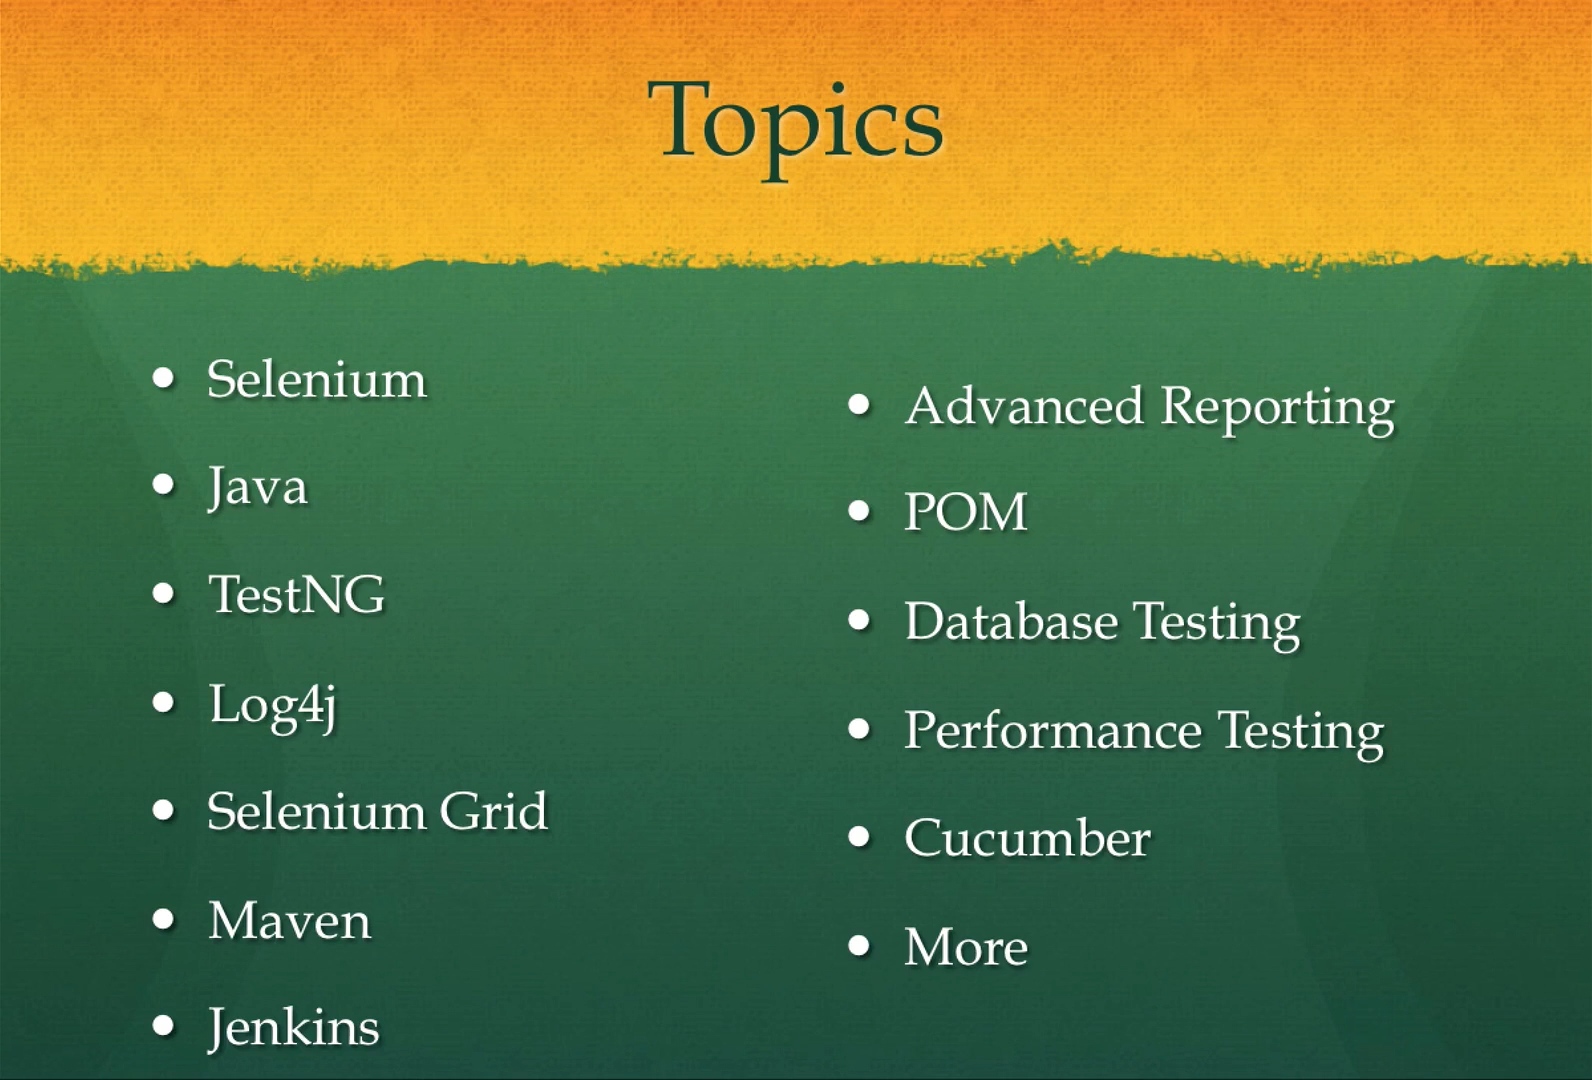 Topics
• Selenium
• Java
• TestNG
• Log4j
• Selenium Grid
• Maven
• Jenkins
• Advanced Reporting
• POM
• Database Testing
• Performance Testing
• Cucumber
• More